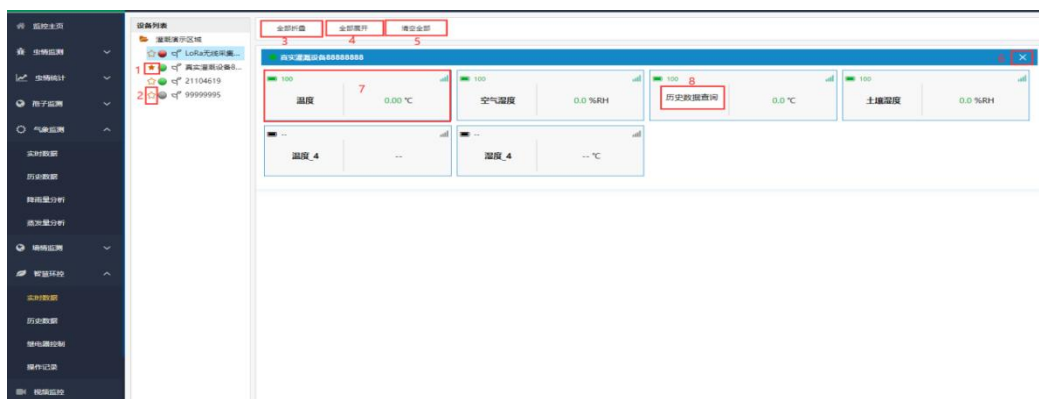 监控主页
虫情监测
虫情统计
孢子监测
气象监测
实时数据
历史数据
降雨量分析
蒸发量分析
墒情监测
智慧环控
实时数据
历史数据
继电器控制
操作记录
视频监控
设备列表
灌溉演示区域
LoRa无线采集...
1
真实灌溉设备8...
21104619
2
99999995
全部折叠
全部展开
清空全部
3
4
5
真实灌溉设备88888888
6
100
7
温度
0.00 ℃
100
空气湿度
0.0 %RH
100
8
历史数据查询
0.0 ℃
100
土壤湿度
0.0 %RH
--
温度_4
--
--
湿度_4
-- ℃